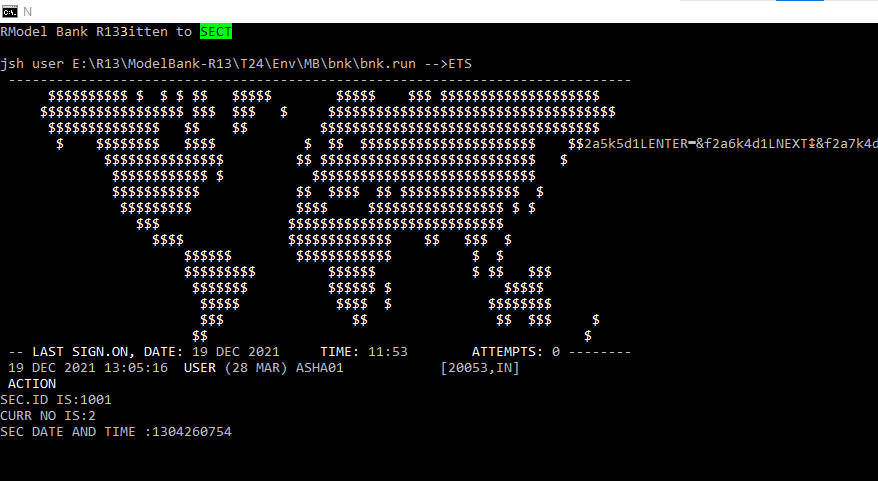 N
RModel Bank R133itten to SECT
jsh user E:\R13\ModelBank-R13\T24\Env\MB\bnk\bnk.run -->ETS
------------------------------------------------------------------------------
$$$$$$$$$$ $  $ $ $$   $$$$$        $$$$$    $$$ $$$$$$$$$$$$$$$$$$$$
$$$$$$$$$$$$$$$$$$ $$$  $$$   $     $$$$$$$$$$$$$$$$$$$$$$$$$$$$$$$$$$$$
$$$$$$$$$$$$$$   $$    $$         $$$$$$$$$$$$$$$$$$$$$$$$$$$$$$$$$$$
$    $$$$$$$$   $$$$           $  $$  $$$$$$$$$$$$$$$$$$$$$$    $$2a5k5d1LENTER=&f2a6k4d1LNEXT↨&f2a7k4d
$$$$$$$$$$$$$$$         $$ $$$$$$$$$$$$$$$$$$$$$$$$$$$   $
$$$$$$$$$$$$ $           $$$$$$$$$$$$$$$$$$$$$$$$$$$$
$$$$$$$$$$$            $$  $$$$  $$ $$$$$$$$$$$$$$$  $
$$$$$$$$$             $$$$     $$$$$$$$$$$$$$$$$ $ $
$$$                $$$$$$$$$$$$$$$$$$$$$$$$$$$
$$$$             $$$$$$$$$$$$$    $$   $$$  $
$$$$$$        $$$$$$$$$$$$          $  $
$$$$$$$$$         $$$$$$            $ $$   $$$
$$$$$$$          $$$$$$ $              $$$$$
$$$$$            $$$$  $            $$$$$$$$
$$$                $$                $$  $$$     $
$$                                               $
-- LAST SIGN.ON, DATE: 19 DEC 2021     TIME: 11:53        ATTEMPTS: 0 --------
19 DEC 2021 13:05:16  USER (28 MAR) ASHA01            [20053,IN]
ACTION
SEC.ID IS:1001
CURR NO IS:2
SEC DATE AND TIME :1304260754